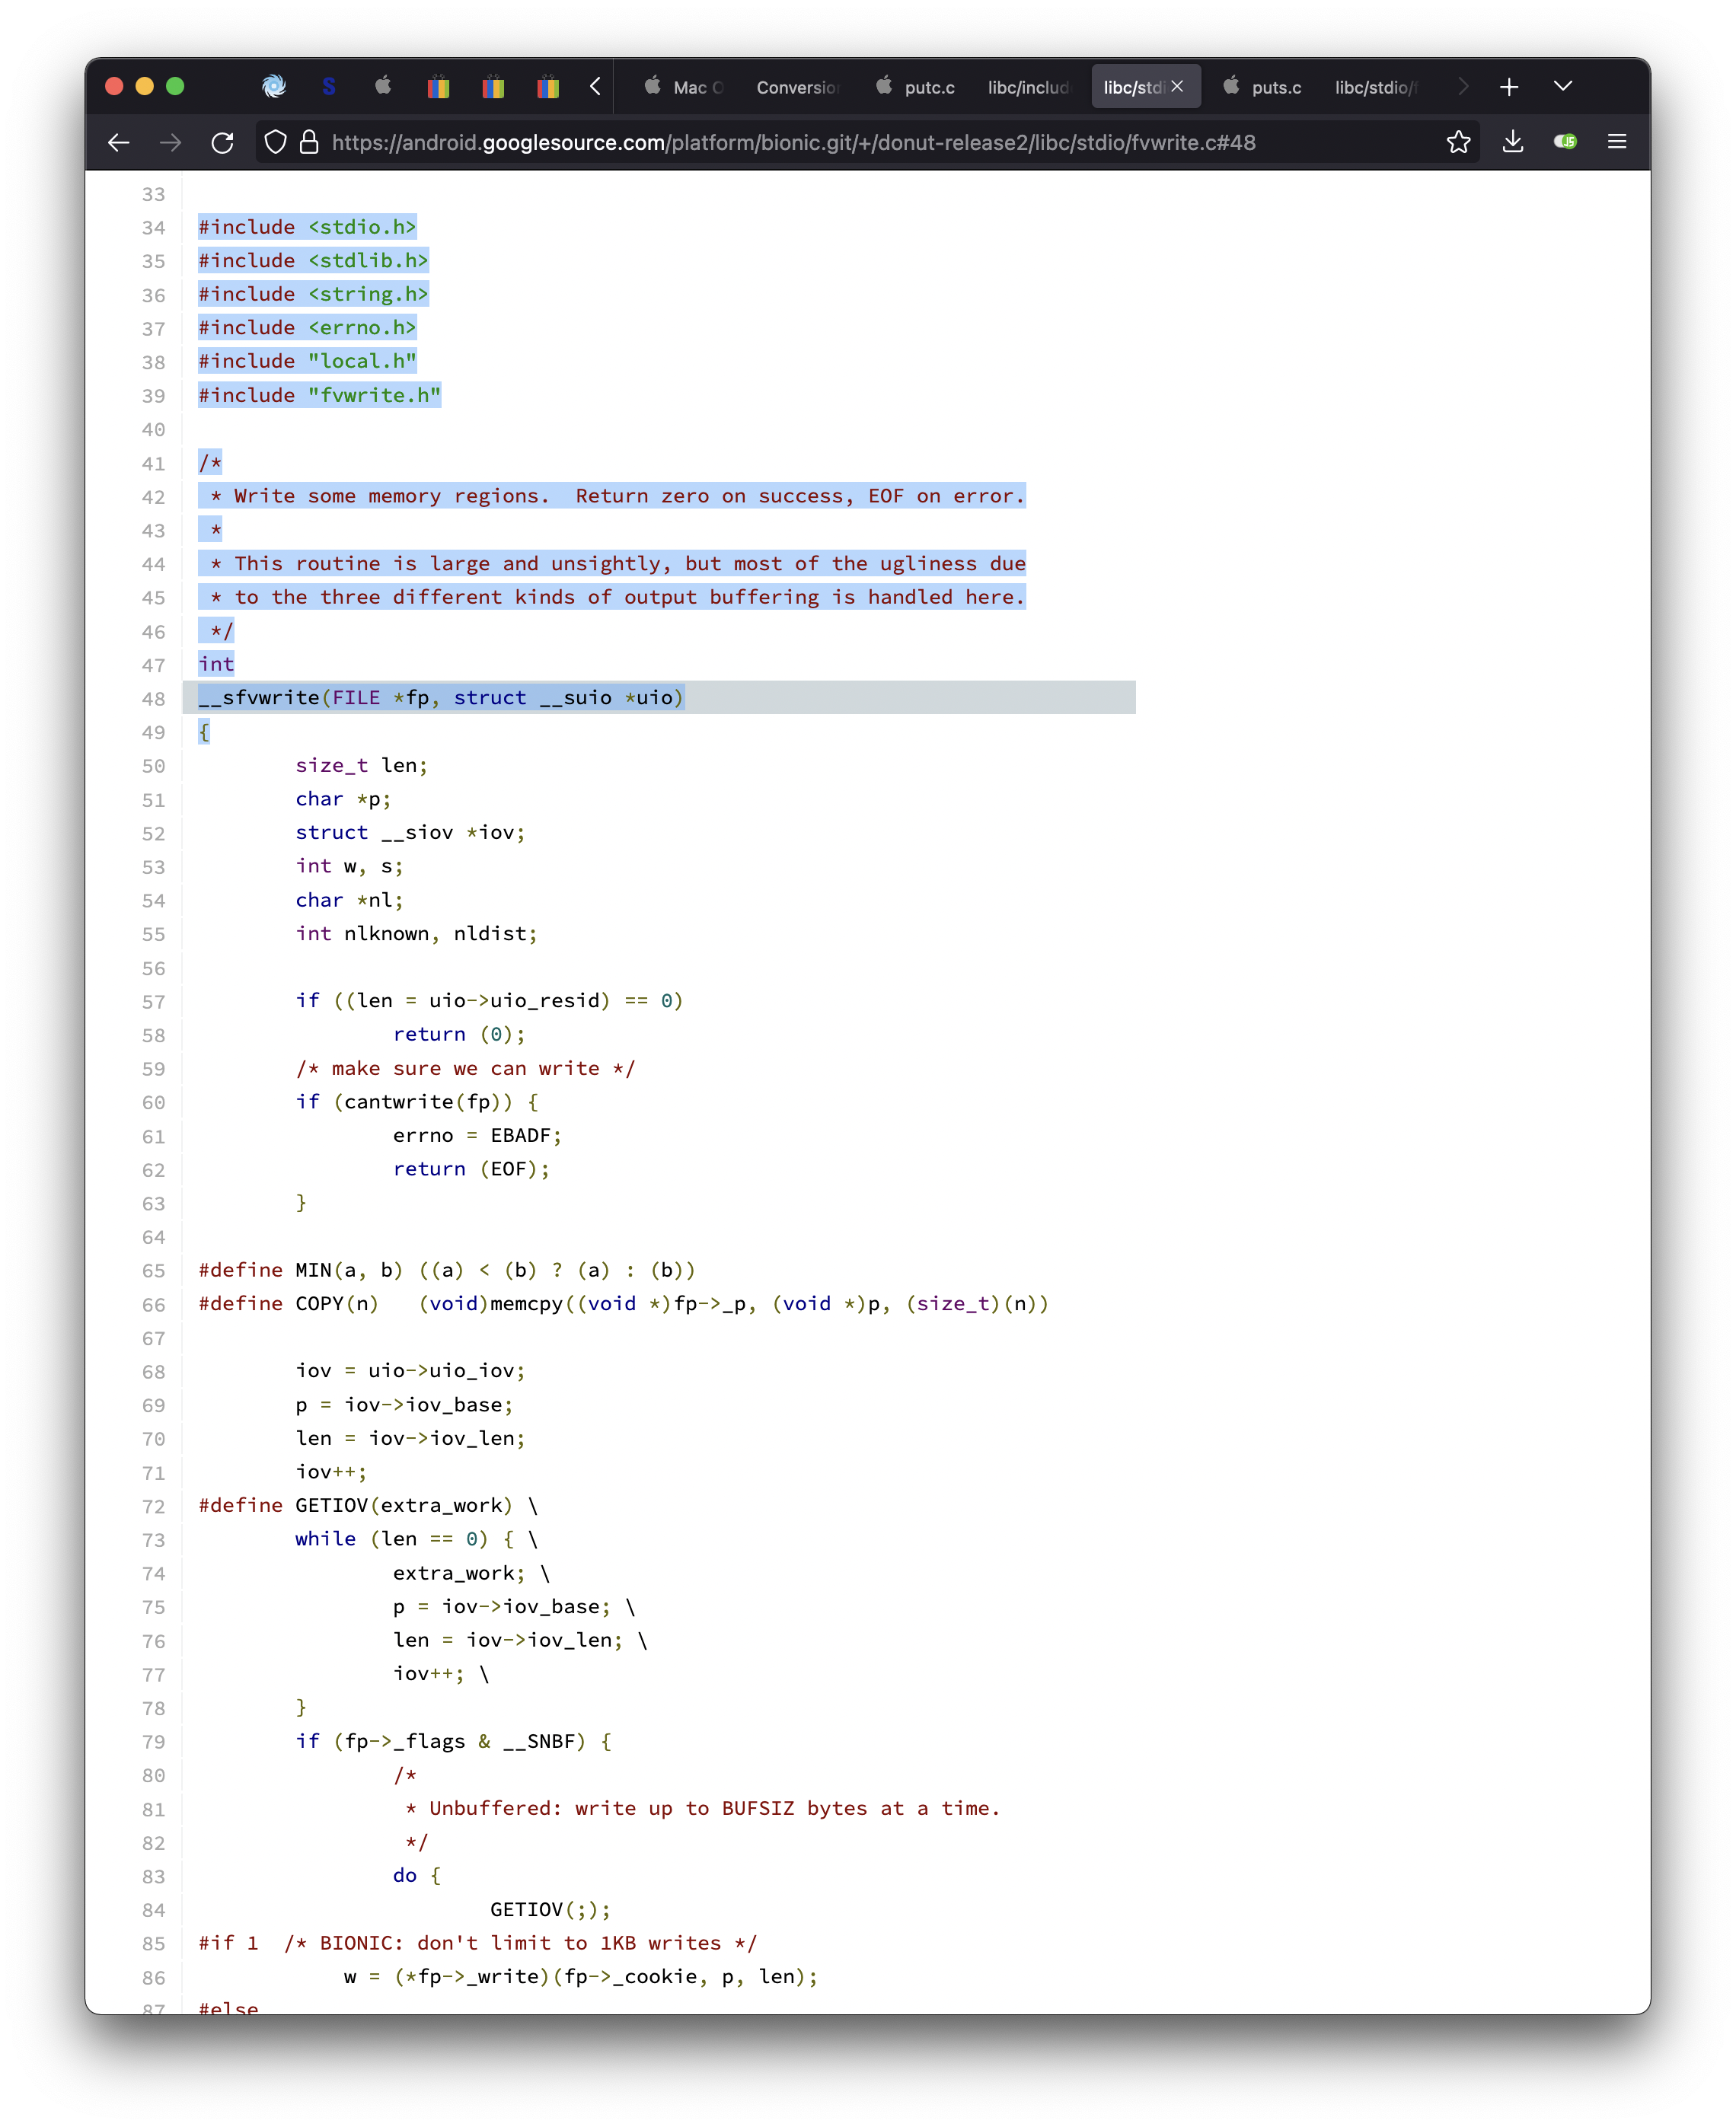 S
Mac O
Conversion
putc.c
libc/includ
libc/stdi
puts.c
libc/stdio/f
https://android.googlesource.com/platform/bionic.git/+/donut-release2/libc/stdio/fvwrite.c#48
JS
33
34 #include <stdio.h>
35 #include <stdlib.h>
36 #include <string.h>
37 #include <errno.h>
38 #include "local.h"
39 #include "fvwrite.h"
40
41 /*
42  * Write some memory regions.  Return zero on success, EOF on error.
43  *
44  * This routine is large and unsightly, but most of the ugliness due
45  * to the three different kinds of output buffering is handled here.
46  */
47 int
48 __sfvwrite(FILE *fp, struct __suio *uio)
49 {
50         size_t len;
51         char *p;
52         struct __siov *iov;
53         int w, s;
54         char *nl;
55         int nlknown, nldist;
56
57         if ((len = uio->uio_resid) == 0)
58                 return (0);
59         /* make sure we can write */
60         if (cantwrite(fp)) {
61                 errno = EBADF;
62                 return (EOF);
63         }
64
65 #define MIN(a, b) ((a) < (b) ? (a) : (b))
66 #define COPY(n)   (void)memcpy((void *)fp->_p, (void *)p, (size_t)(n))
67
68         iov = uio->uio_iov;
69         p = iov->iov_base;
70         len = iov->iov_len;
71         iov++;
72 #define GETIOV(extra_work) \
73         while (len == 0) { \
74                 extra_work; \
75                 p = iov->iov_base; \
76                 len = iov->iov_len; \
77                 iov++; \
78         }
79         if (fp->_flags & __SNBF) {
80                 /*
81                  * Unbuffered: write up to BUFSIZ bytes at a time.
82                  */
83                 do {
84                         GETIOV(;);
85 #if 1  /* BIONIC: don't limit to 1KB writes */
86             w = (*fp->_write)(fp->_cookie, p, len);
87 #else